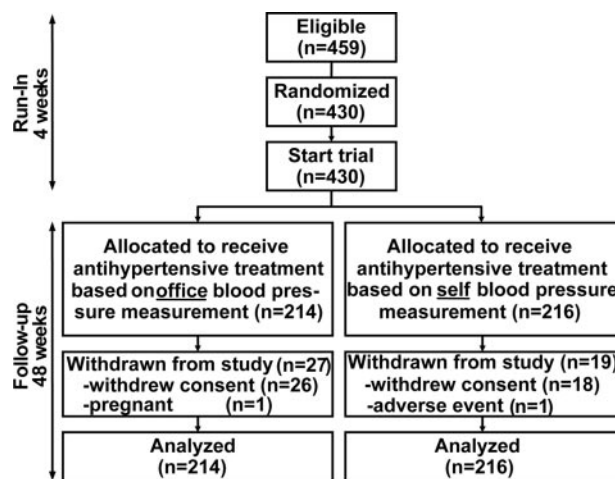 Eligible
(n=459)
Randomized
(n=430)
Start trial
(n=430)
Run-In
4 weeks
Allocated to receive
antihypertensive treatment
based onoffice blood pres-
sure measurement (n=214)
Allocated to receive
antihypertensive treatment
based on self blood pressure
measurement (n=216)
Follow-up
48 weeks
Withdrawn from study (n=27)
-withdrew consent (n=26)
-pregnant (n=1)
Withdrawn from study (n=19)
-withdrew consent (n=18)
-adverse event (n=1)
Analyzed
(n=214)
Analyzed
(n=216)